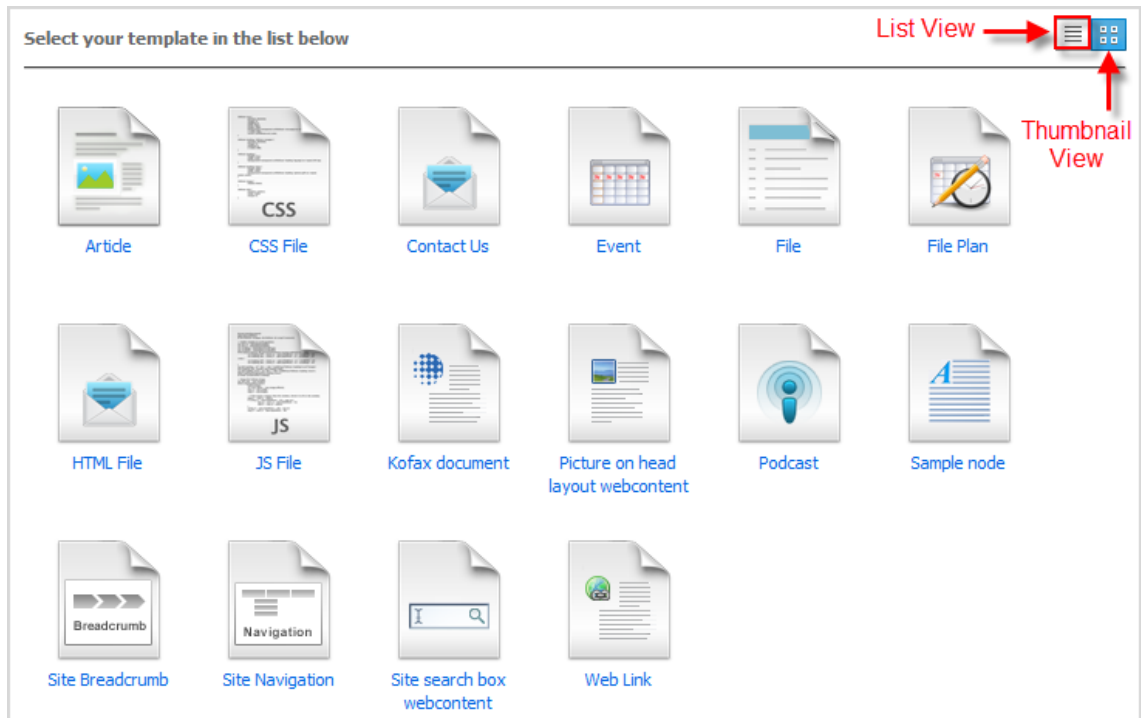 Select your template in the list below
List View
Thumbnail
View
CSS
Article
CSS File
Contact Us
Event
File
File Plan
JS
HTML File
JS File
Kofax document
Picture on head
layout webcontent
Podcast
Sample node
A
Breadcrumb
Navigation
Site Breadcrumb
Site Navigation
Site search box
webcontent
Web Link